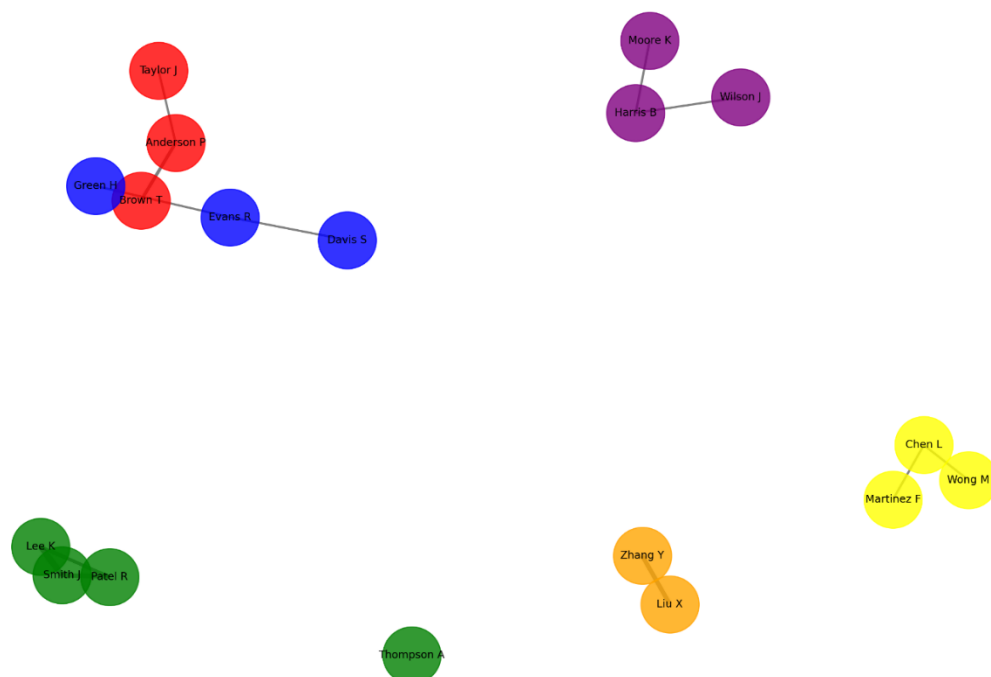 Moore K
Taylor J
Wilson J
Harris B
Anderson P
Green H
Brown T
Evans R
Davis S
Chen L
Wong M
Martinez F
Lee K
Zhang Y
Smith J
Patel R
Liu X
Thompson A